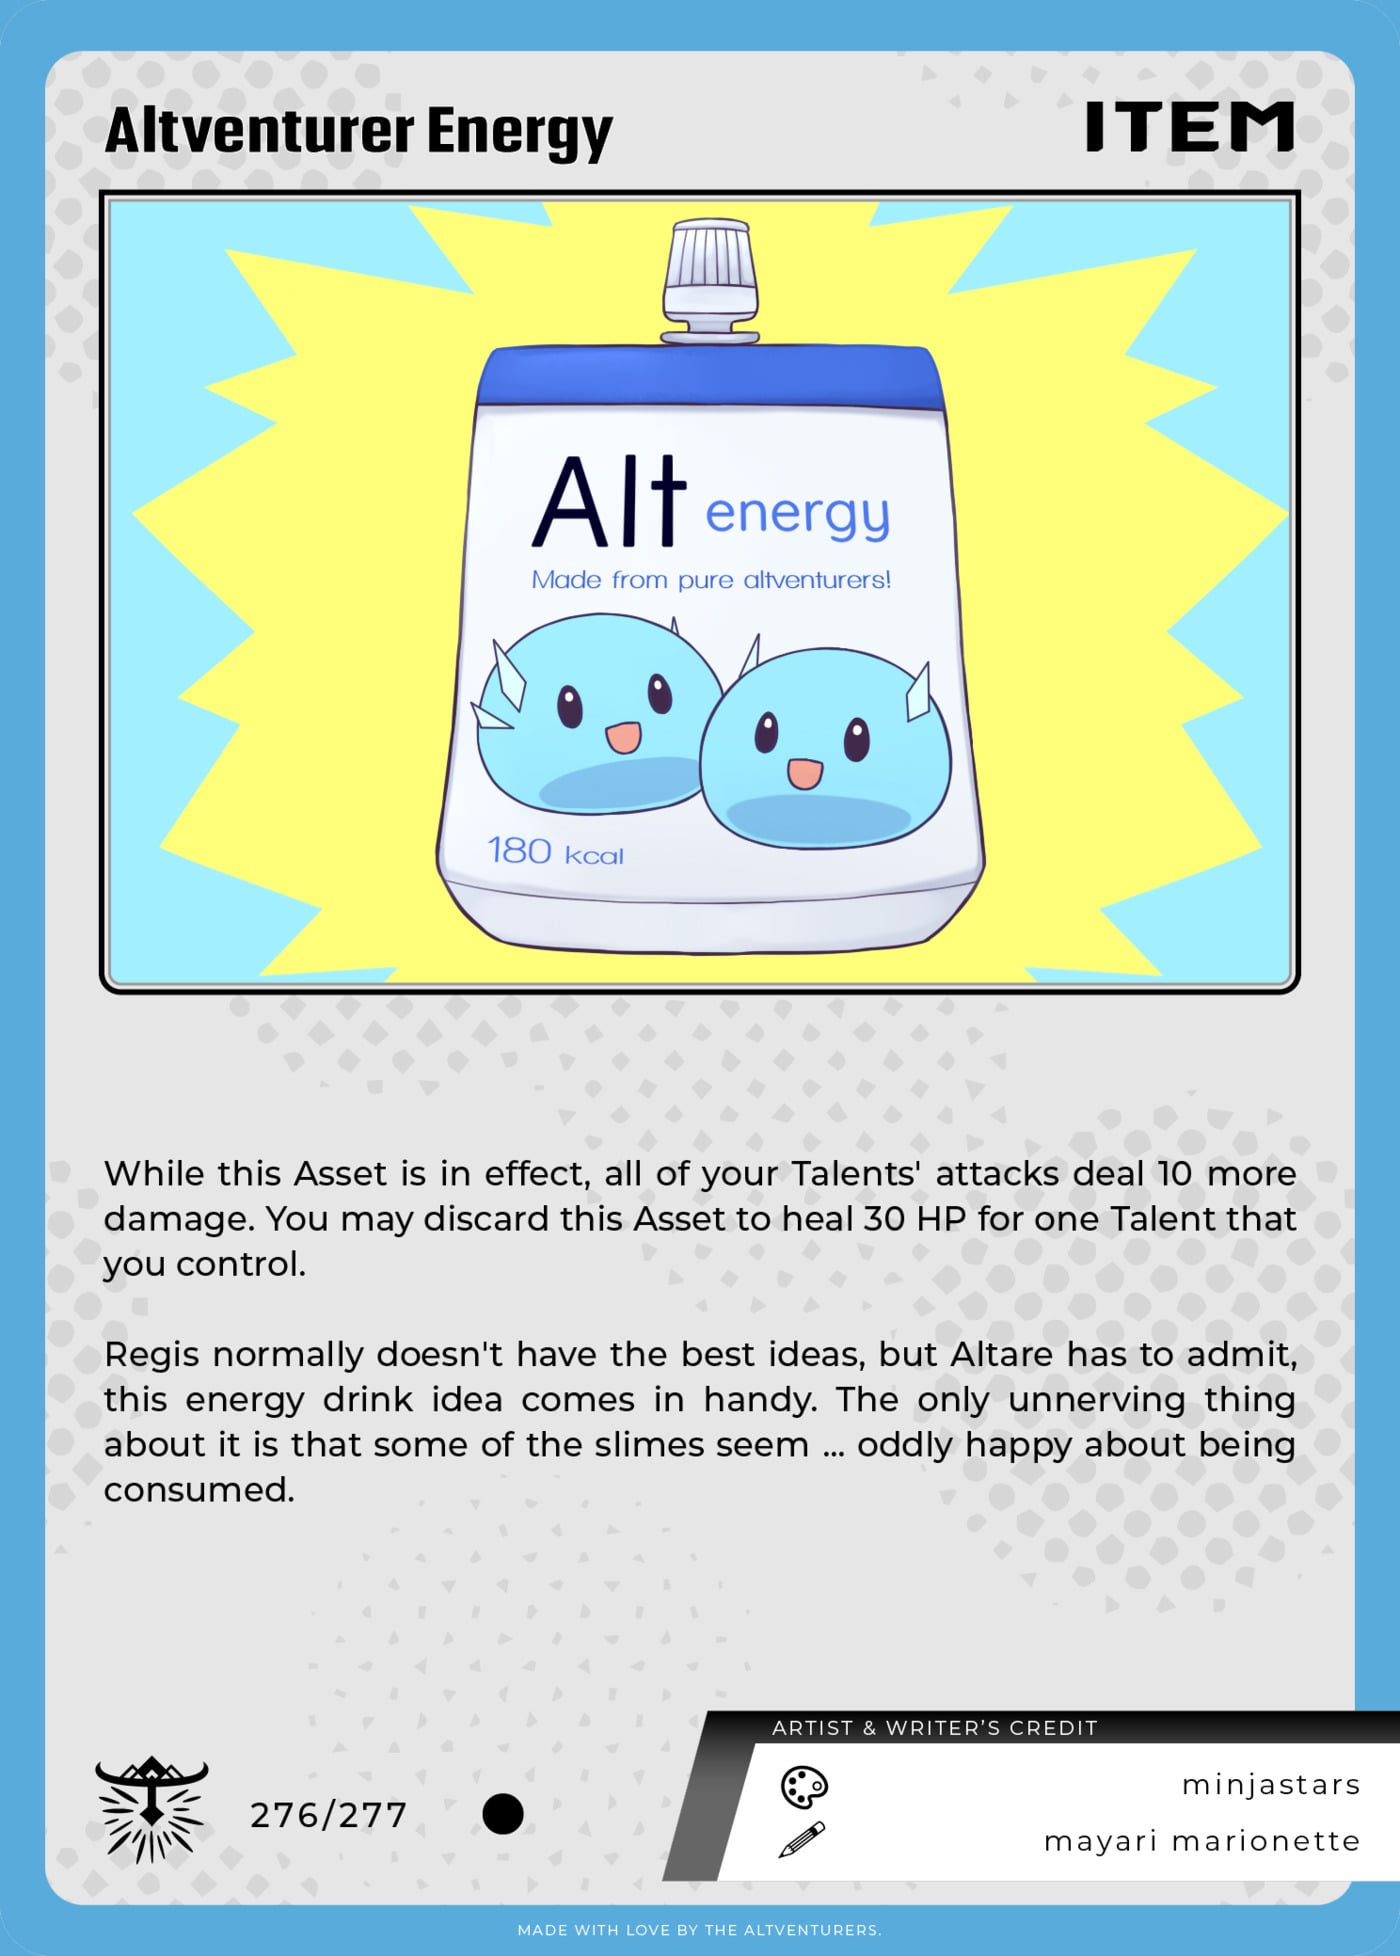 Altventurer Energy
ITEM
Alt energy
Made from pure altventurers!
180 kcal
While this Asset is in effect, all of your Talents' attacks deal 10 more
damage. You may discard this Asset to heal 30 HP for one Talent that
you control.
Regis normally doesn't have the best ideas, but Altare has to admit,
this energy drink idea comes in handy. The only unnerving thing
about it is that some of the slimes seem ... oddly happy about being
consumed.
ARTIST & WRITER'S CREDIT
minjastars
mayari marionette
276/277
MADE WITH LOVE BY THE ALTVENTURERS.